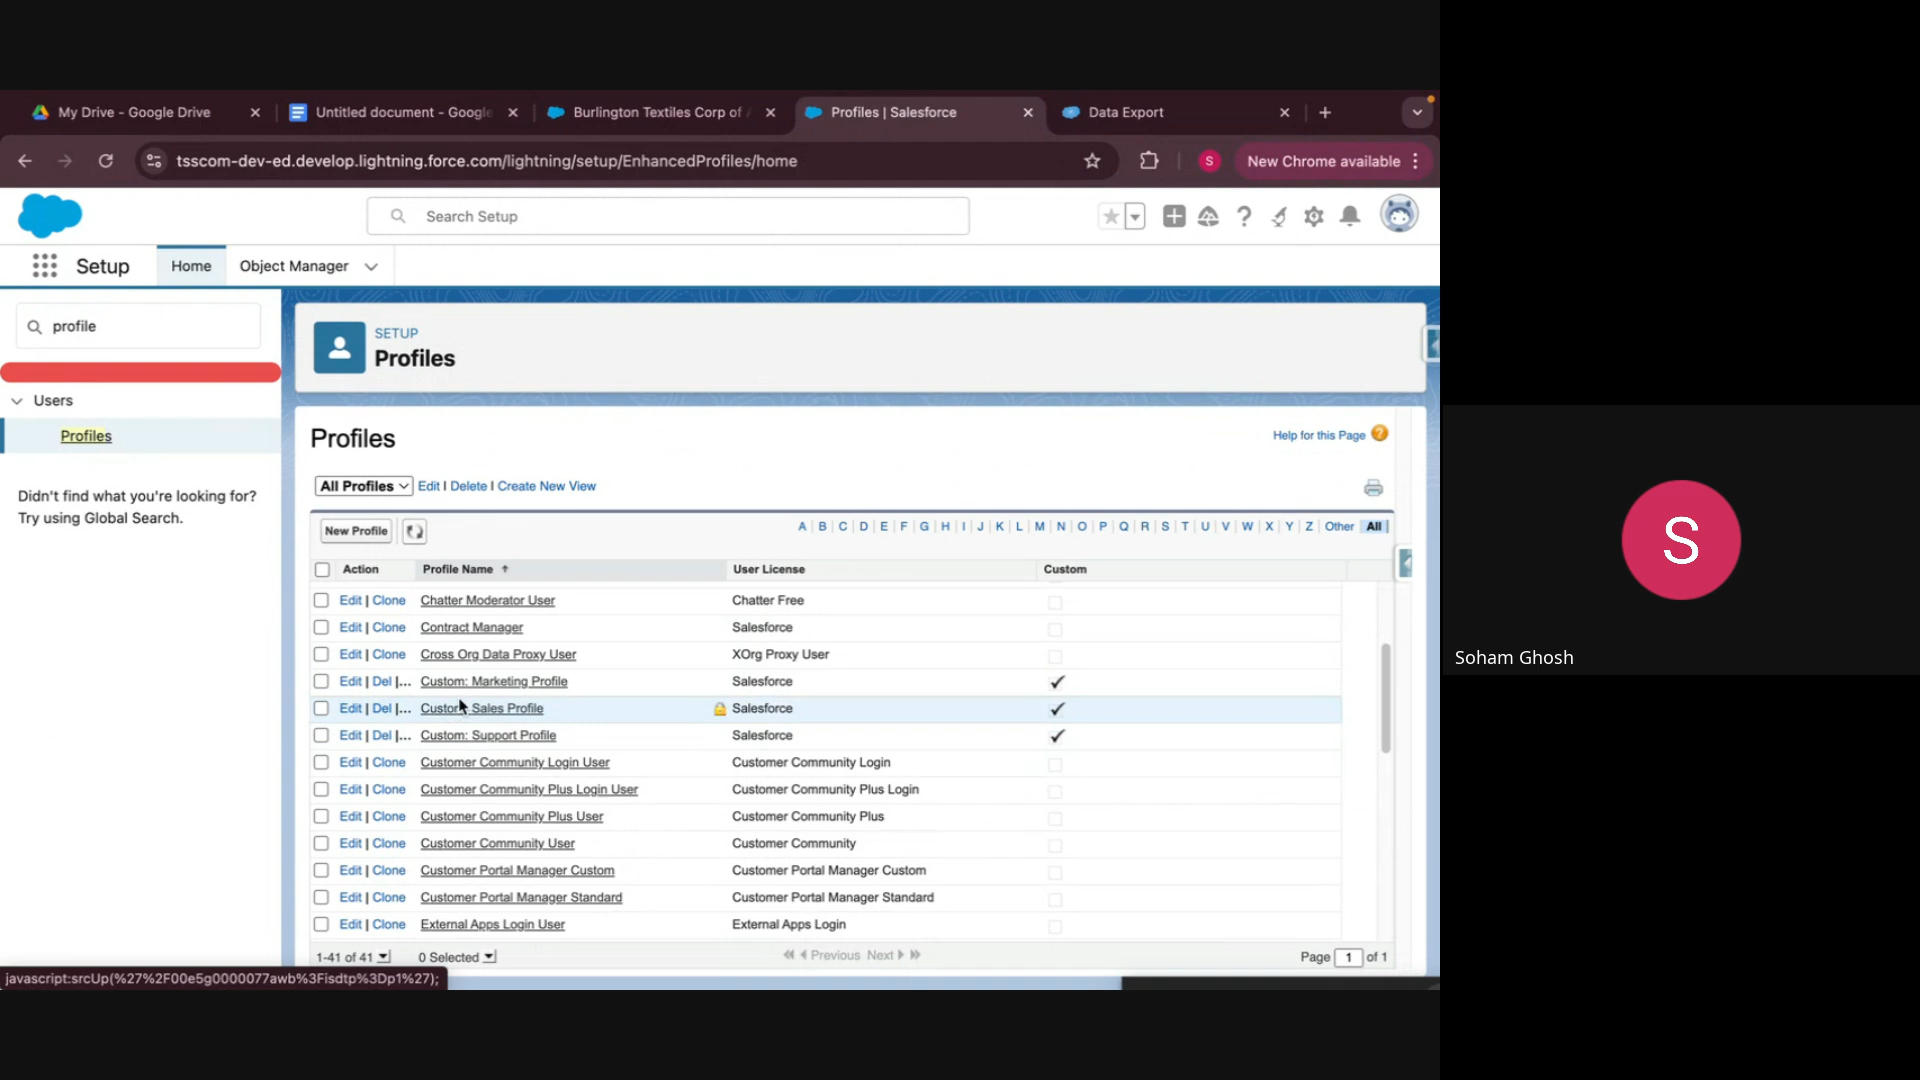 My Drive - Google Drive
Untitled document - Google
Burlington Textiles Corp of
Profiles | Salesforce
Data Export
tsscom-dev-ed.develop.lightning.force.com/lightning/setup/EnhancedProfiles/home
S
New Chrome available
Search Setup
Setup
Home
Object Manager
profile
Users
Profiles
Didn't find what you're looking for?
Try using Global Search.
SETUP
Profiles
Profiles
Help for this Page
All Profiles
Edit | Delete | Create New View
New Profile
A | B | C | D | E | F | G | H | I | J | K | L | M | N | O | P | Q | R | S | T | U | V | W | X | Y | Z | Other | All |
Action Profile Name User License Custom
Edit | Clone Chatter Moderator User Chatter Free
Edit | Clone Contract Manager Salesforce
Edit | Clone Cross Org Data Proxy User XOrg Proxy User
Edit | Del |... Custom: Marketing Profile Salesforce
Edit | Del |... Custom: Sales Profile Salesforce
Edit | Del |... Custom: Support Profile Salesforce
Edit | Clone Customer Community Login User Customer Community Login
Edit | Clone Customer Community Plus Login User Customer Community Plus Login
Edit | Clone Customer Community Plus User Customer Community Plus
Edit | Clone Customer Community User Customer Community
Edit | Clone Customer Portal Manager Custom Customer Portal Manager Custom
Edit | Clone Customer Portal Manager Standard Customer Portal Manager Standard
Edit | Clone External Apps Login User External Apps Login
1-41 of 41 0 Selected Previous Next Page 1 of 1
javascript:srcUp(%27%2F00e5g0000077awb%3Fisdtp%3Dp1%27);
S
Soham Ghosh